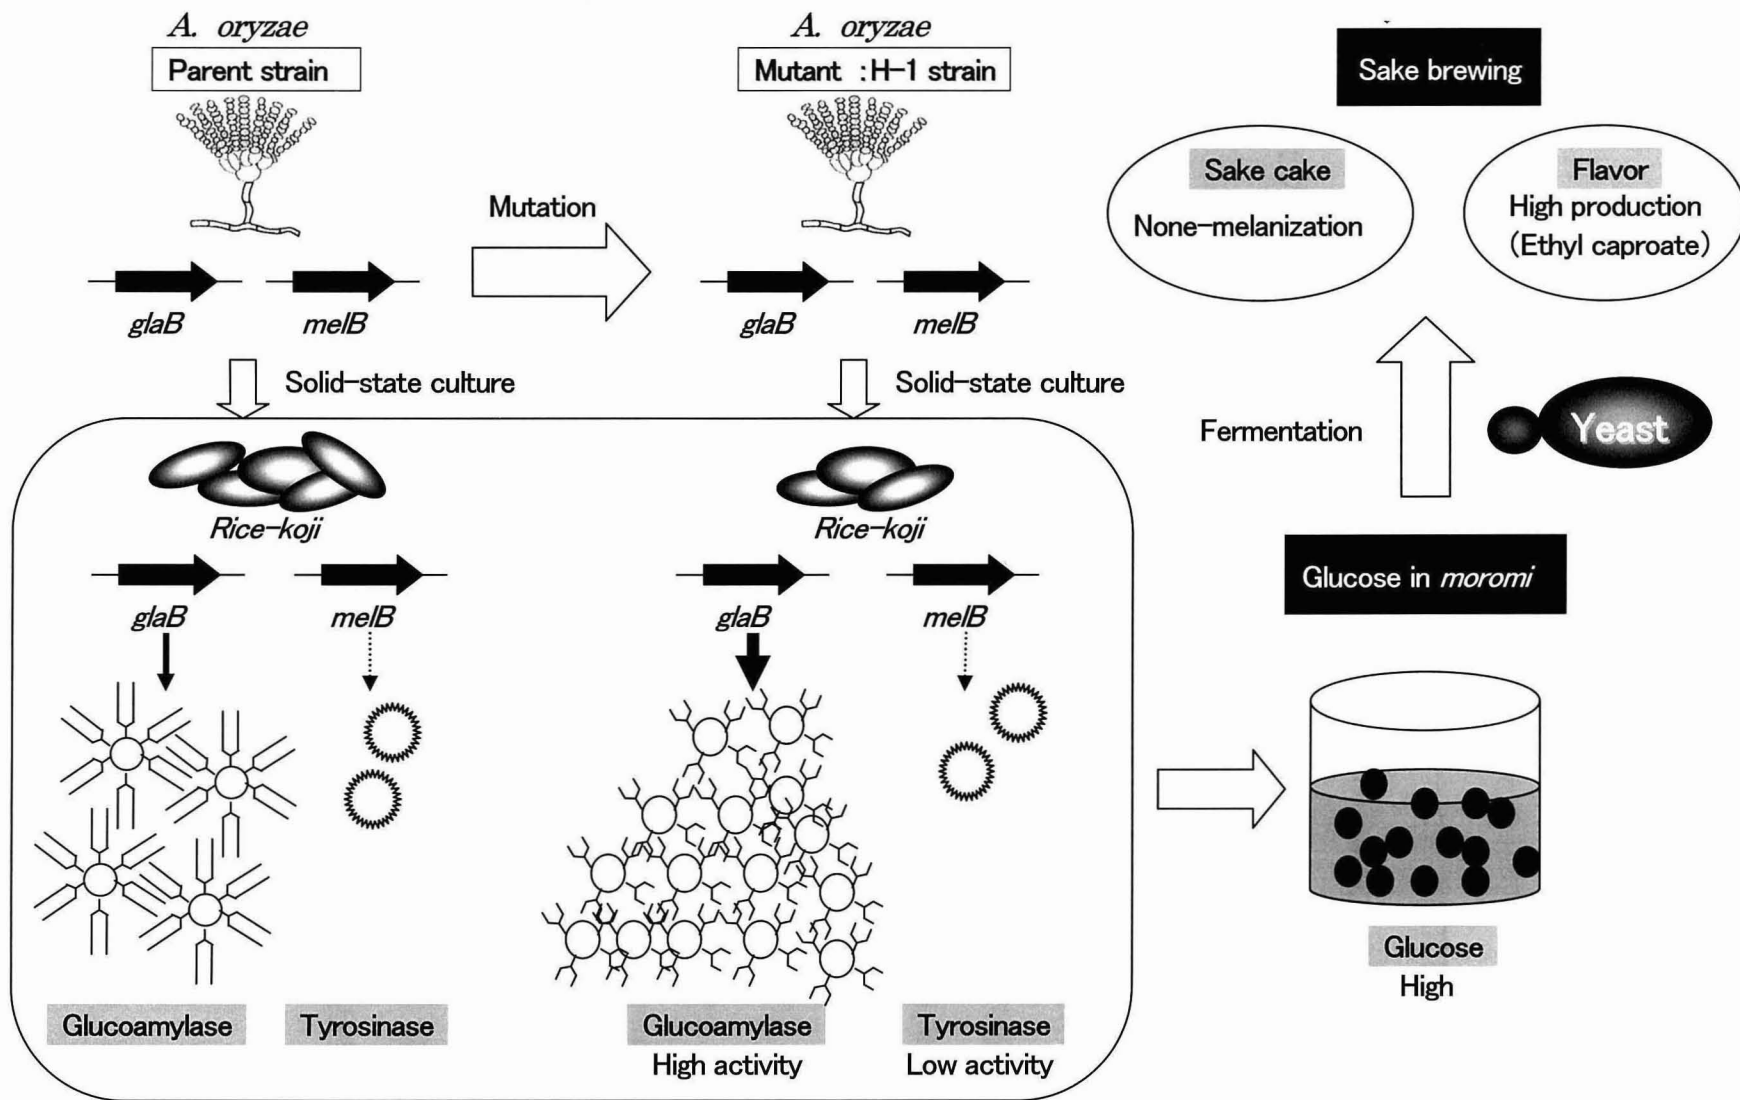 A. oryzae
Parent strain
A. oryzae
Mutant :H-1 strain
Mutation
glaB
melB
glaB
melB
Solid-state culture
Solid-state culture
Rice-koji
Rice-koji
glaB
melB
glaB
melB
Glucoamylase
Tyrosinase
Glucoamylase
High activity
Tyrosinase
Low activity
Sake brewing
Sake cake
None-melanization
Flavor
High production
(Ethyl caproate)
Fermentation
Yeast
Glucose in moromi
Glucose
High